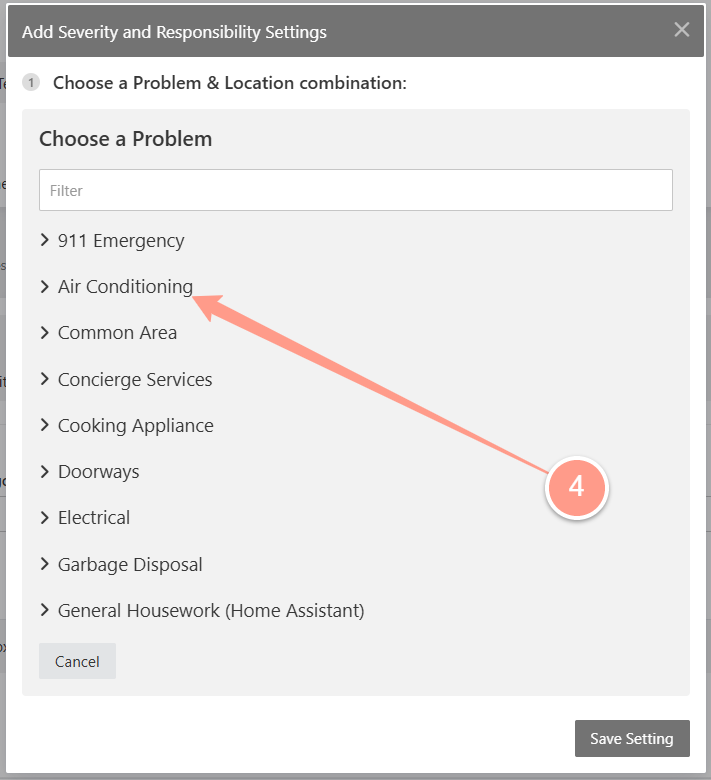 Add Severity and Responsibility Settings
1 Choose a Problem & Location combination:
Choose a Problem
Filter
911 Emergency
Air Conditioning
Common Area
Concierge Services
Cooking Appliance
Doorways
4
Electrical
Garbage Disposal
General Housework (Home Assistant)
Cancel
Save Setting